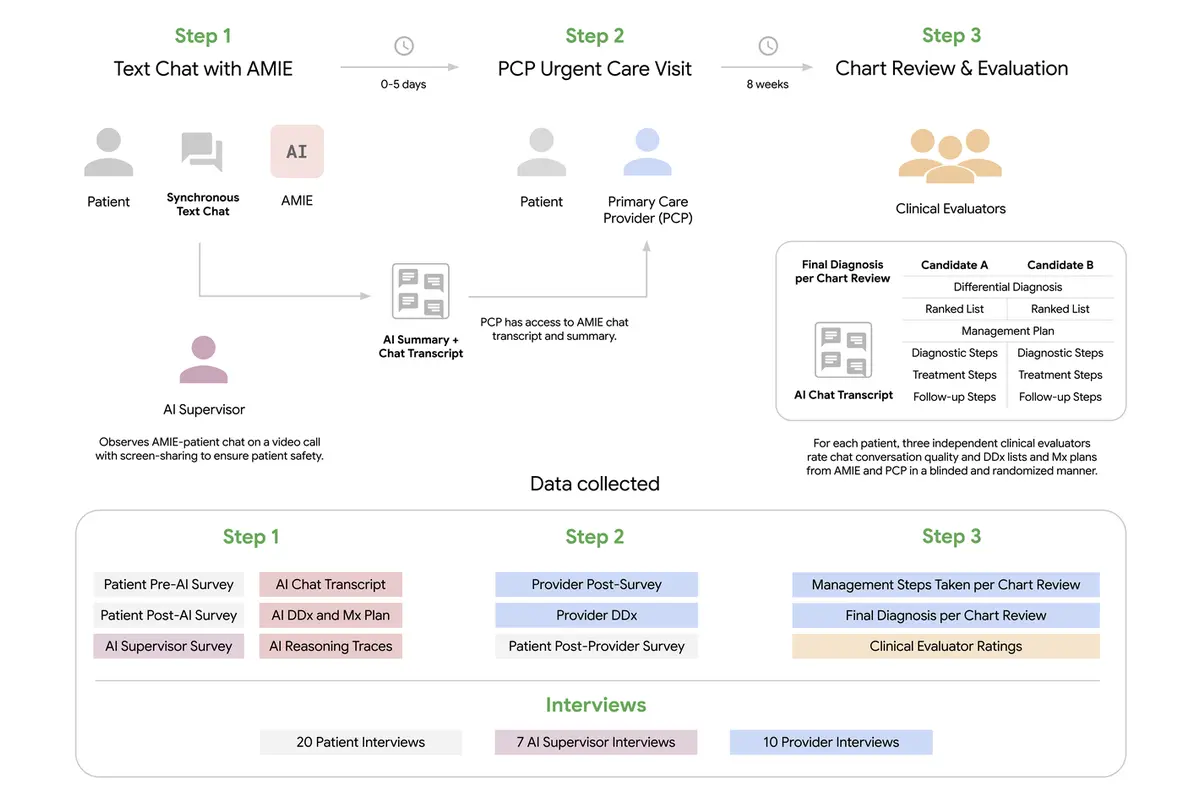 Step 1
Text Chat with AMIE
0-5 days
Step 2
PCP Urgent Care Visit
8 weeks
Step 3
Chart Review & Evaluation
Patient
Synchronous
Text Chat
AI
AMIE
Patient
Primary Care
Provider (PCP)
Clinical Evaluators
AI Summary +
Chat Transcript
PCP has access to AMIE chat
transcript and summary.
AI Supervisor
Observes AMIE-patient chat on a video call
with screen-sharing to ensure patient safety.
Final Diagnosis
per Chart Review
AI Chat Transcript
Candidate A Candidate B
Differential Diagnosis
Ranked List Ranked List
Management Plan
Diagnostic Steps Diagnostic Steps
Treatment Steps Treatment Steps
Follow-up Steps Follow-up Steps
For each patient, three independent clinical evaluators
rate chat conversation quality and DDx lists and Mx plans
from AMIE and PCP in a blinded and randomized manner.
Data collected
Step 1
Patient Pre-AI Survey AI Chat Transcript
Patient Post-AI Survey AI DDx and Mx Plan
AI Supervisor Survey AI Reasoning Traces
Step 2
Provider Post-Survey
Provider DDx
Patient Post-Provider Survey
Step 3
Management Steps Taken per Chart Review
Final Diagnosis per Chart Review
Clinical Evaluator Ratings
Interviews
20 Patient Interviews 7 AI Supervisor Interviews 10 Provider Interviews